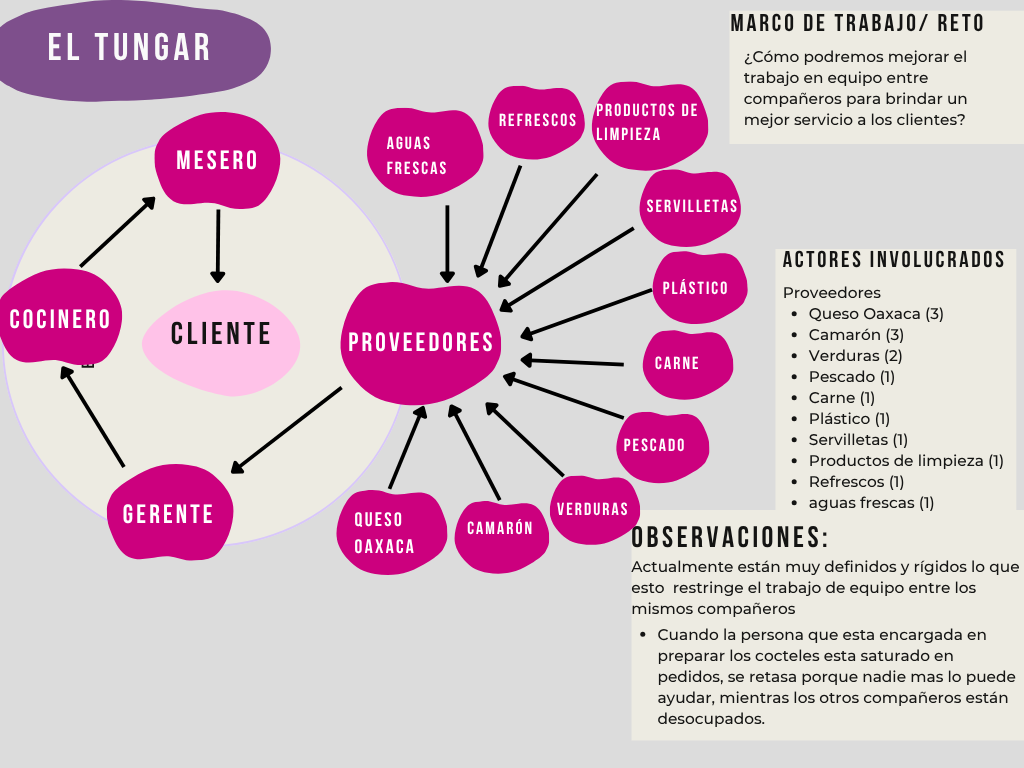 EL TUNGAR
MARCO DE TRABAJO/ RETO
¿Cómo podremos mejorar el
trabajo en equipo entre
compañeros para brindar un
mejor servicio a los clientes?
MESERO
AGUAS
FRESCAS
REFRESCOS
PRODUCTOS DE
LIMPIEZA
SERVILLETAS
PLÁSTICO
COCINERO
CLIENTE
PROVEEDORES
CARNE
PESCADO
GERENTE
QUESO
OAXACA
CAMARÓN
VERDURAS
ACTORES INVOLUCRADOS
Proveedores
• Queso Oaxaca (3)
• Camarón (3)
• Verduras (2)
• Pescado (1)
• Carne (1)
• Plástico (1)
• Servilletas (1)
• Productos de limpieza (1)
• Refrescos (1)
• aguas frescas (1)
OBSERVACIONES:
Actualmente están muy definidos y rígidos lo que
esto restringe el trabajo de equipo entre los
mismos compañeros
• Cuando la persona que esta encargada en
preparar los cocteles esta saturado en
pedidos, se retasa porque nadie mas lo puede
ayudar, mientras los otros compañeros están
desocupados.